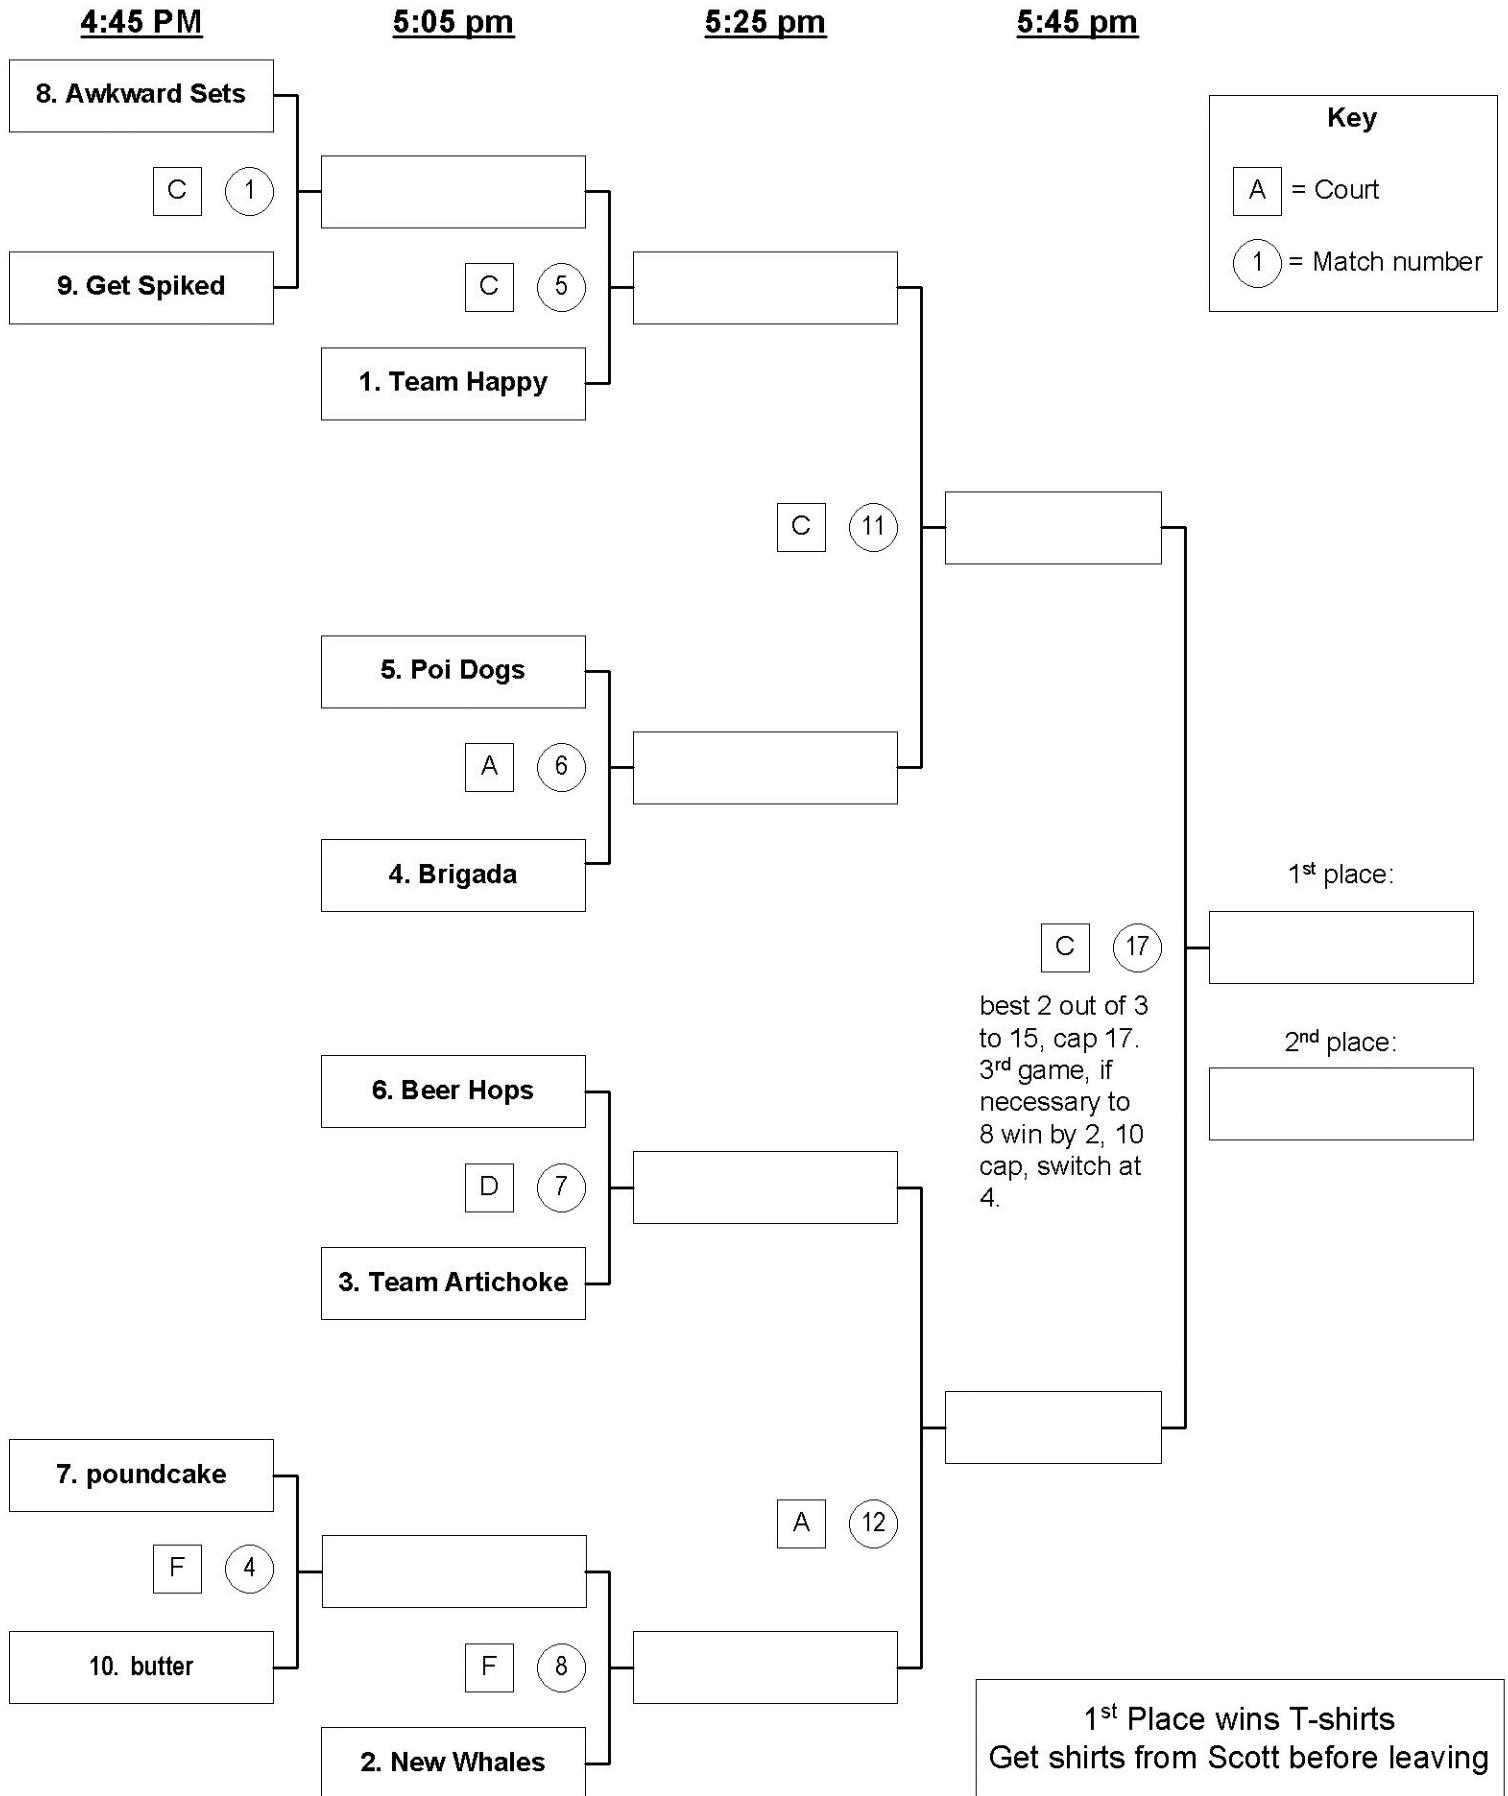 4:45 PM 5:05 pm 5:25 pm 5:45 pm
8. Awkward Sets
Key
C 1
A = Court
9. Get Spiked
C 5
1 = Match number
1. Team Happy
C 11
5. Poi Dogs
A 6
4. Brigada
1st place:
C 17
best 2 out of 3
to 15, cap 17.
3rd game, if
necessary to
8 win by 2, 10
cap, switch at
4.
2nd place:
6. Beer Hops
D 7
3. Team Artichoke
7. poundcake
A 12
F 4
10. butter
F 8
2. New Whales
1st Place wins T-shirts
Get shirts from Scott before leaving